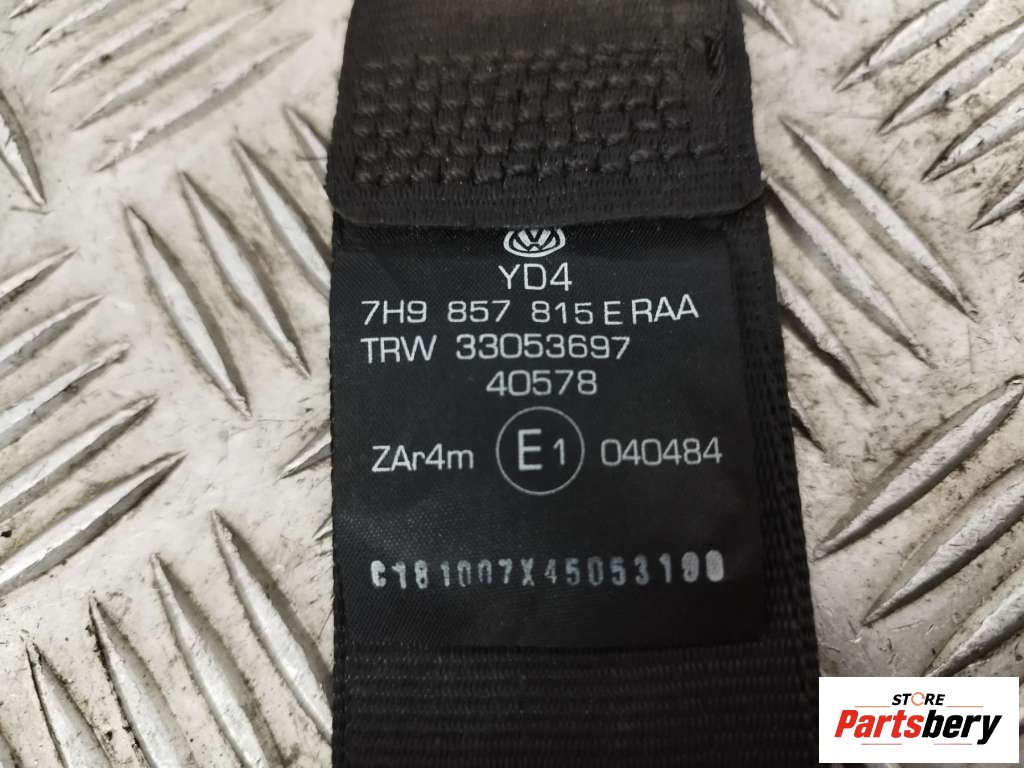 YD4
7H9 857 815 E RAA
TRW 33053697
40578
ZAr4m E1 040484
C181007X45053190
STORE
Partsbery